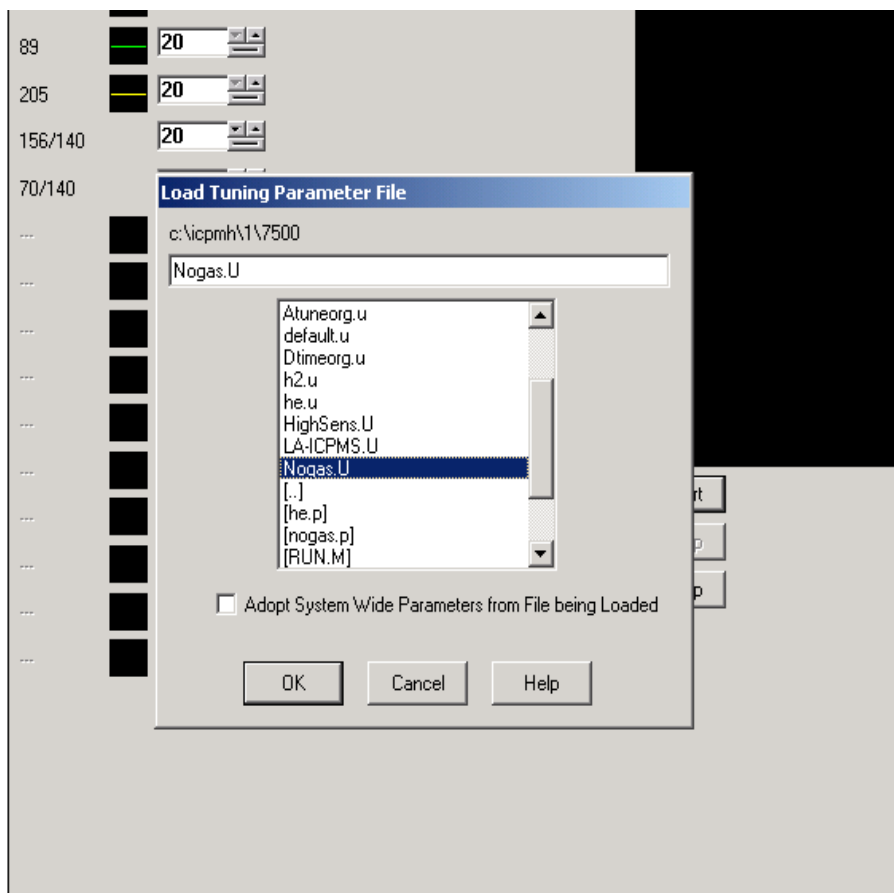 89 20
205 20
156/140 20
70/140
Load Tuning Parameter File
c:\icpmh\1\7500
Nogas.U
Atuneorg.u
default.u
Dtimeorg.u
h2.u
he.u
HighSens.U
LA-ICPMS.U
Nogas.U
[..]
[he.p]
[nogas.p]
[RUN.M]
Adopt System Wide Parameters from File being Loaded
OK Cancel Help
---
---
---
---
---
---
---
---
---
---
rt
p
p